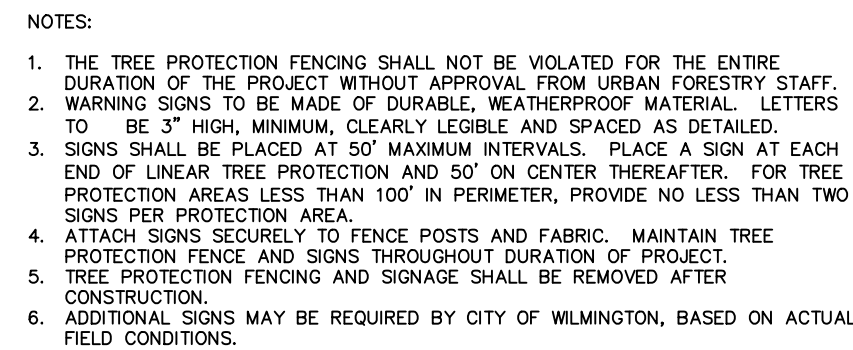 NOTES:
1. THE TREE PROTECTION FENCING SHALL NOT BE VIOLATED FOR THE ENTIRE
DURATION OF THE PROJECT WITHOUT APPROVAL FROM URBAN FORESTRY STAFF.
2. WARNING SIGNS TO BE MADE OF DURABLE, WEATHERPROOF MATERIAL. LETTERS
TO BE 3" HIGH, MINIMUM, CLEARLY LEGIBLE AND SPACED AS DETAILED.
3. SIGNS SHALL BE PLACED AT 50' MAXIMUM INTERVALS. PLACE A SIGN AT EACH
END OF LINEAR TREE PROTECTION AND 50' ON CENTER THEREAFTER. FOR TREE
PROTECTION AREAS LESS THAN 100' IN PERIMETER, PROVIDE NO LESS THAN TWO
SIGNS PER PROTECTION AREA.
4. ATTACH SIGNS SECURELY TO FENCE POSTS AND FABRIC. MAINTAIN TREE
PROTECTION FENCE AND SIGNS THROUGHOUT DURATION OF PROJECT.
5. TREE PROTECTION FENCING AND SIGNAGE SHALL BE REMOVED AFTER
CONSTRUCTION.
6. ADDITIONAL SIGNS MAY BE REQUIRED BY CITY OF WILMINGTON, BASED ON ACTUAL
FIELD CONDITIONS.